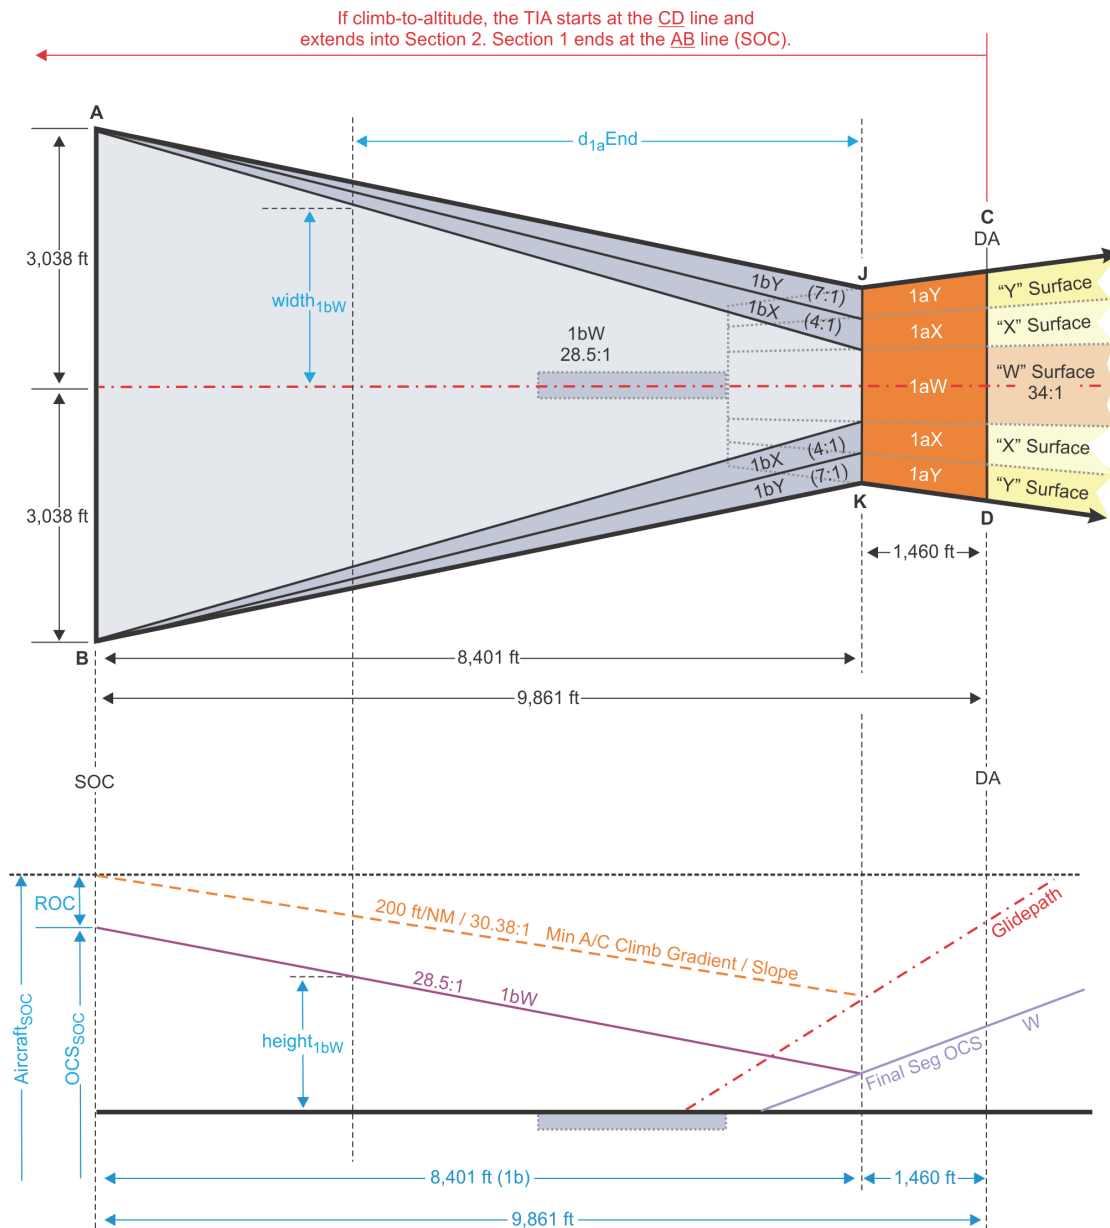 If climb-to-altitude, the TIA starts at the CD line and
extends into Section 2. Section 1 ends at the AB line (SOC).
A
d1aEnd
C
DA
3,038 ft
width1bW
J
1bY (7:1)
1bX (4:1)
1aY
"Y" Surface
1aX
"X" Surface
1bW
28.5:1
1aW
"W" Surface
34:1
1aX
"X" Surface
1bX (4:1)
1bY (7:1)
1aY
"Y" Surface
3,038 ft
K
D
1,460 ft
B
8,401 ft
9,861 ft
SOC
DA
ROC
200 ft/NM / 30.38:1 Min A/C Climb Gradient / Slope
Glidepath
28.5:1 1bW
AircraftSOC
OCSSOC
height1bW
Final Seg OCS W
8,401 ft (1b)
1,460 ft
9,861 ft